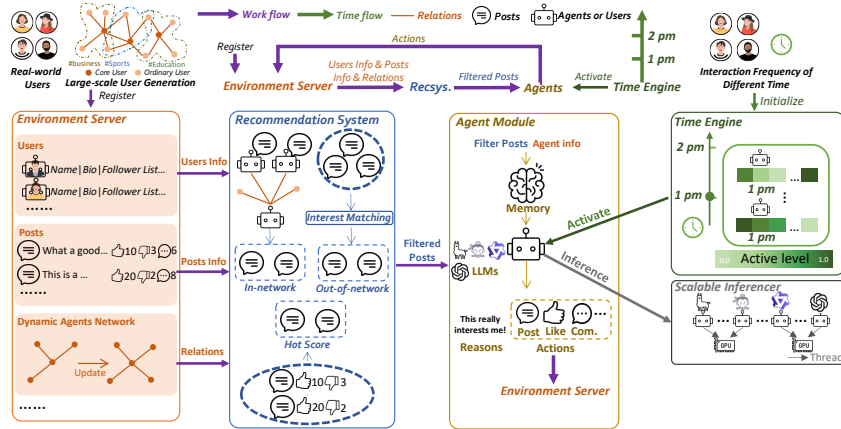 Work flow
Time flow
Relations
Posts
Agents or Users
#business #Sports
#Education
Core User
Ordinary User
Real-world
Users
Large-scale User Generation
Register
Register
Actions
Environment Server
Users Info & Posts
Info & Relations
Recsys.
Filtered Posts
Agents
Activate
Time Engine
2 pm
1 pm
Interaction Frequency of
Different Time
Initialize
Environment Server
Users
Name|Bio|Follower List...
Name|Bio|Follower List...
......
Posts
What a good... 10 3 6
This is a ... 20 2 8
......
Dynamic Agents Network
Update
......
Users Info
Posts Info
Relations
Recommendation System
Interest Matching
In-network
Out-of-network
Hot Score
10 3
20 2
Filtered
Posts
Agent Module
Filter Posts Agent info
Memory
LLMs
This really
interests me!
Reasons
Post Like Com.
...
Actions
Environment Server
Activate
Inference
Time Engine
2 pm
1 pm
...
1 pm
...
...
1 pm
0.0 Active level 1.0
Scalable Inferencer
... ... ...
GPU GPU
Thread